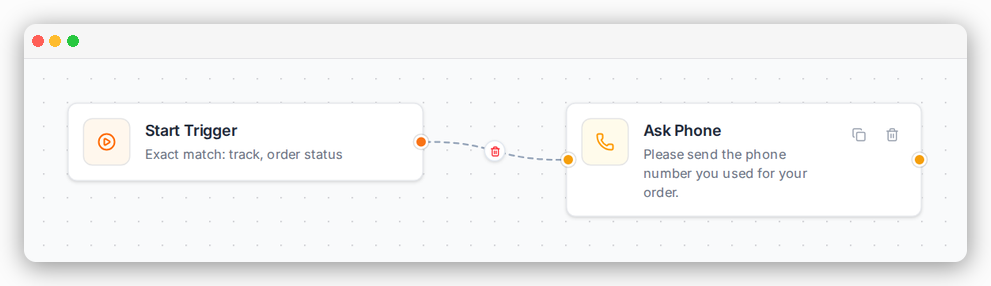 Start Trigger
Exact match: track, order status
Ask Phone
Please send the phone
number you used for your
order.